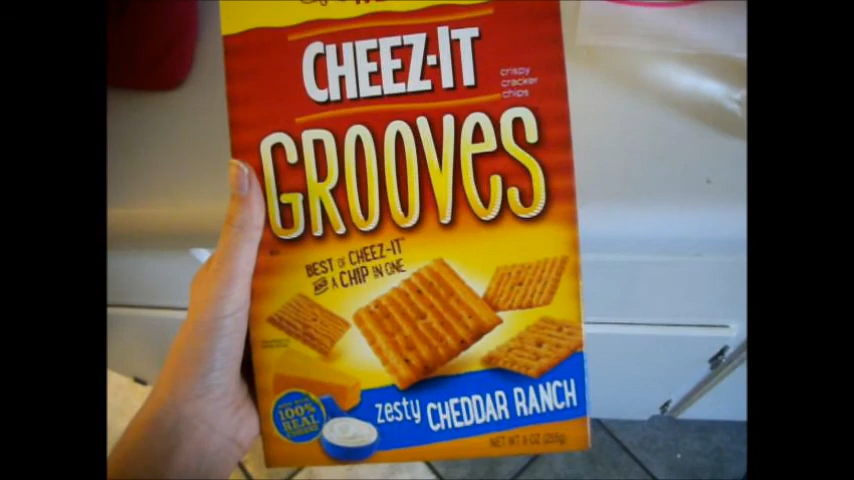 CHEEZ-IT
crispy
cracker
chips
GROOVES
BEST OF CHEEZ-IT
AND A CHIP IN ONE
100%
REAL
zesty CHEDDAR RANCH
NET WT 9 OZ (255g)